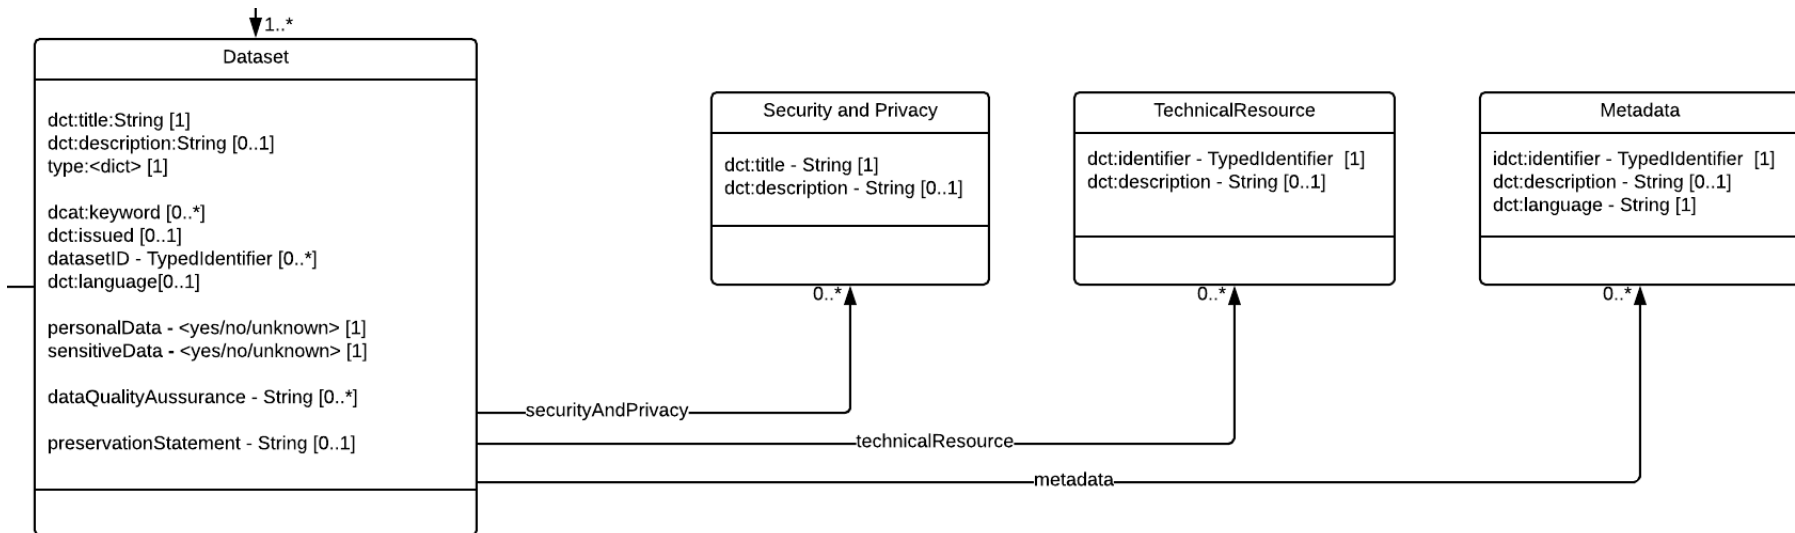 1..*
Dataset
dct:title:String [1]
dct:description:String [0..1]
type:<dict> [1]
dcat:keyword [0..*]
dct:issued [0..1]
datasetID - TypedIdentifier [0..*]
dct:language[0..1]
personalData - <yes/no/unknown> [1]
sensitiveData - <yes/no/unknown> [1]
dataQualityAussurance - String [0..*]
preservationStatement - String [0..1]
Security and Privacy
dct:title - String [1]
dct:description - String [0..1]
0..*
TechnicalResource
dct:identifier - TypedIdentifier [1]
dct:description - String [0..1]
0..*
Metadata
idct:identifier - TypedIdentifier [1]
dct:description - String [0..1]
dct:language - String [1]
0..*
securityAndPrivacy
technicalResource
metadata